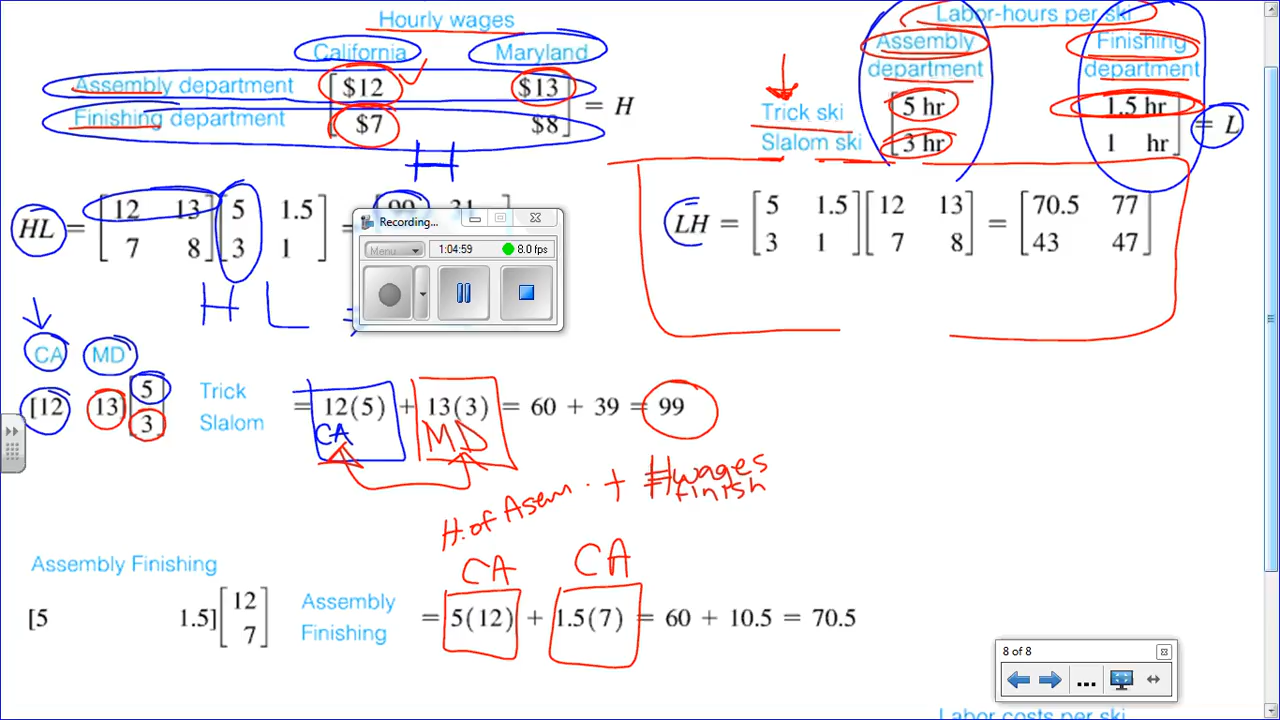 Hourly wages
California Maryland
Assembly department [ $12 $13 ]
Finishing department [ $7 $8 ] = H
Labor-hours per ski
Assembly Finishing
department department
Trick ski [ 5 hr 1.5 hr ]
Slalom ski [ 3 hr 1 hr ] = L
H
HL = [ 12 13 ] [ 5 1.5 ] = [ 99 31
7 8 3 1
LH = [ 5 1.5 ] [ 12 13 ] = [ 70.5 77 ]
3 1 7 8 43 47
Recording...
Menu 1:04:59 8.0 fps
H L
CA MD
[12 13] [ 5 ] Trick = 12(5) + 13(3) = 60 + 39 = 99
3 Slalom
CA MD
H. of Asem. + # wages
finish
CA CA
Assembly Finishing
[5 1.5] [ 12 ] Assembly = 5(12) + 1.5(7) = 60 + 10.5 = 70.5
7 Finishing
8 of 8
...
Labor costs per ski